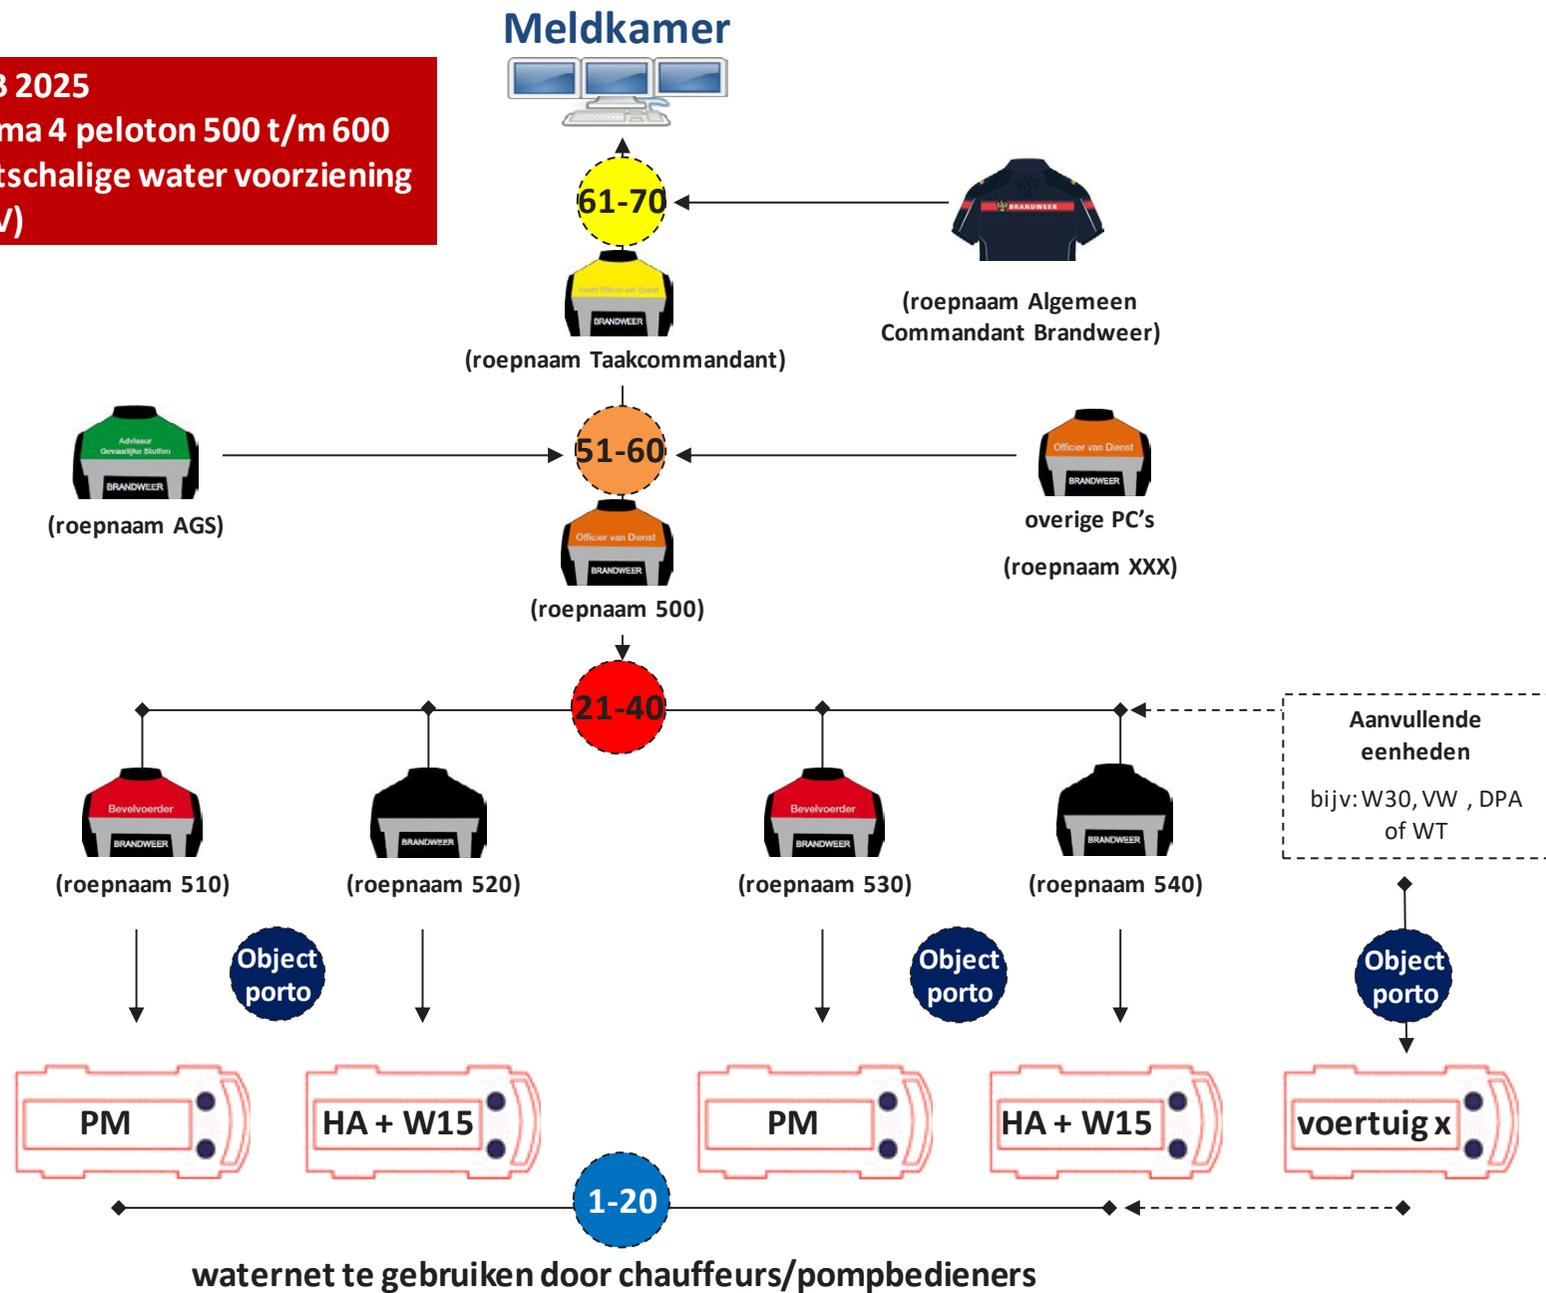 Meldkamer
B 2025
ma 4 peloton 500 t/m 600
tschalige water voorziening
V)
61-70
BRANDWEER
Hoofd Officier van Dienst
BRANDWEER
(roepnaam Algemeen
Commandant Brandweer)
(roepnaam Taakcommandant)
Adviseur
Gevaarlijke Stoffen
BRANDWEER
51-60
Officier van Dienst
BRANDWEER
(roepnaam AGS)
overige PC's
(roepnaam XXX)
Officier van Dienst
BRANDWEER
(roepnaam 500)
21-40
Aanvullende
eenheden
bijv: W30, VW , DPA
of WT
Bevelvoerder
BRANDWEER
BRANDWEER
Bevelvoerder
BRANDWEER
BRANDWEER
(roepnaam 510)
(roepnaam 520)
(roepnaam 530)
(roepnaam 540)
Object
porto
Object
porto
Object
porto
PM
HA + W15
PM
HA + W15
voertuig x
1-20
waternet te gebruiken door chauffeurs/pompbedieners